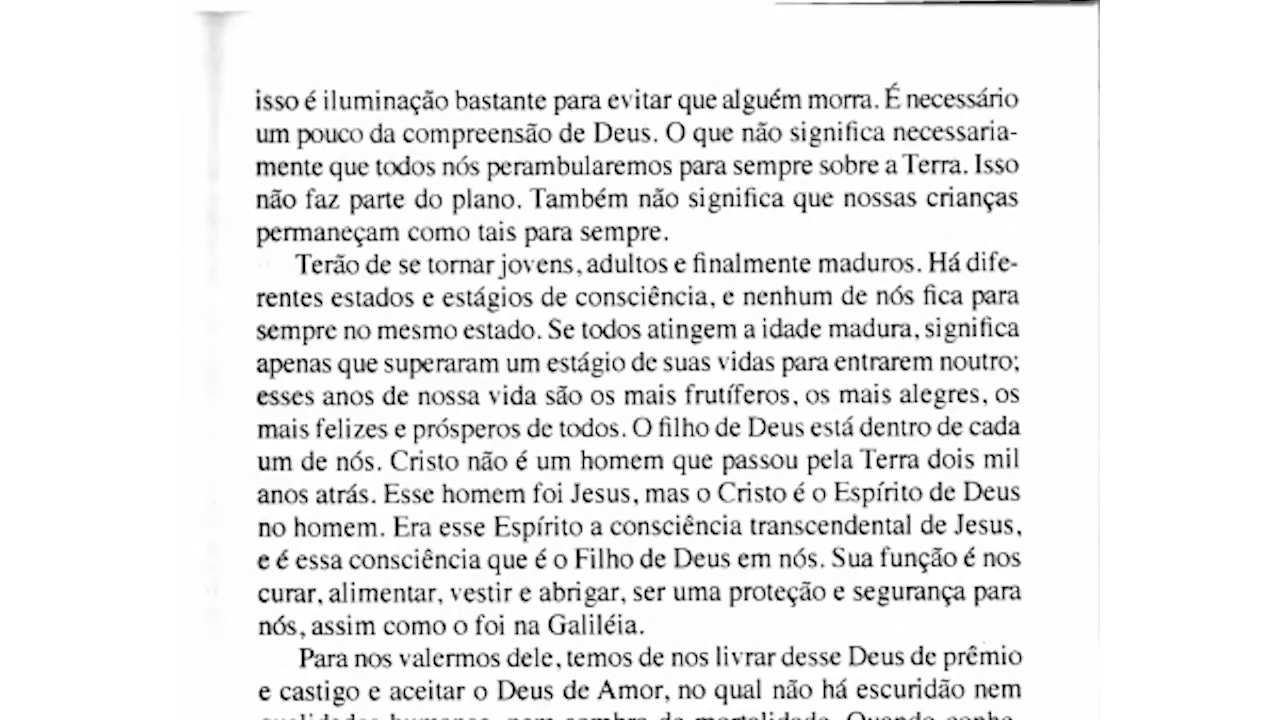 isso é iluminação bastante para evitar que alguém morra. É necessário
um pouco da compreensão de Deus. O que não significa necessaria-
mente que todos nós perambularemos para sempre sobre a Terra. Isso
não faz parte do plano. Também não significa que nossas crianças
permaneçam como tais para sempre.
Terão de se tornar jovens, adultos e finalmente maduros. Há dife-
rentes estados e estágios de consciência, e nenhum de nós fica para
sempre no mesmo estado. Se todos atingem a idade madura, significa
apenas que superaram um estágio de suas vidas para entrarem noutro;
esses anos de nossa vida são os mais frutíferos, os mais alegres, os
mais felizes e prósperos de todos. O filho de Deus está dentro de cada
um de nós. Cristo não é um homem que passou pela Terra dois mil
anos atrás. Esse homem foi Jesus, mas o Cristo é o Espírito de Deus
no homem. Era esse Espírito a consciência transcendental de Jesus,
e é essa consciência que é o Filho de Deus em nós. Sua função é nos
curar, alimentar, vestir e abrigar, ser uma proteção e segurança para
nós, assim como o foi na Galiléia.
Para nos valermos dele, temos de nos livrar desse Deus de prêmio
e castigo e aceitar o Deus de Amor, no qual não há escuridão nem